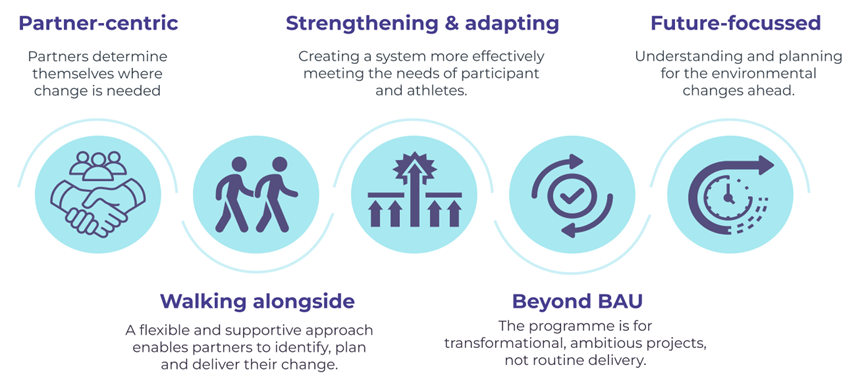 Partner-centric
Partners determine
themselves where
change is needed
Strengthening & adapting
Creating a system more effectively
meeting the needs of participant
and athletes.
Future-focussed
Understanding and planning
for the environmental
changes ahead.
Walking alongside
A flexible and supportive approach
enables partners to identify, plan
and deliver their change.
Beyond BAU
The programme is for
transformational, ambitious projects,
not routine delivery.